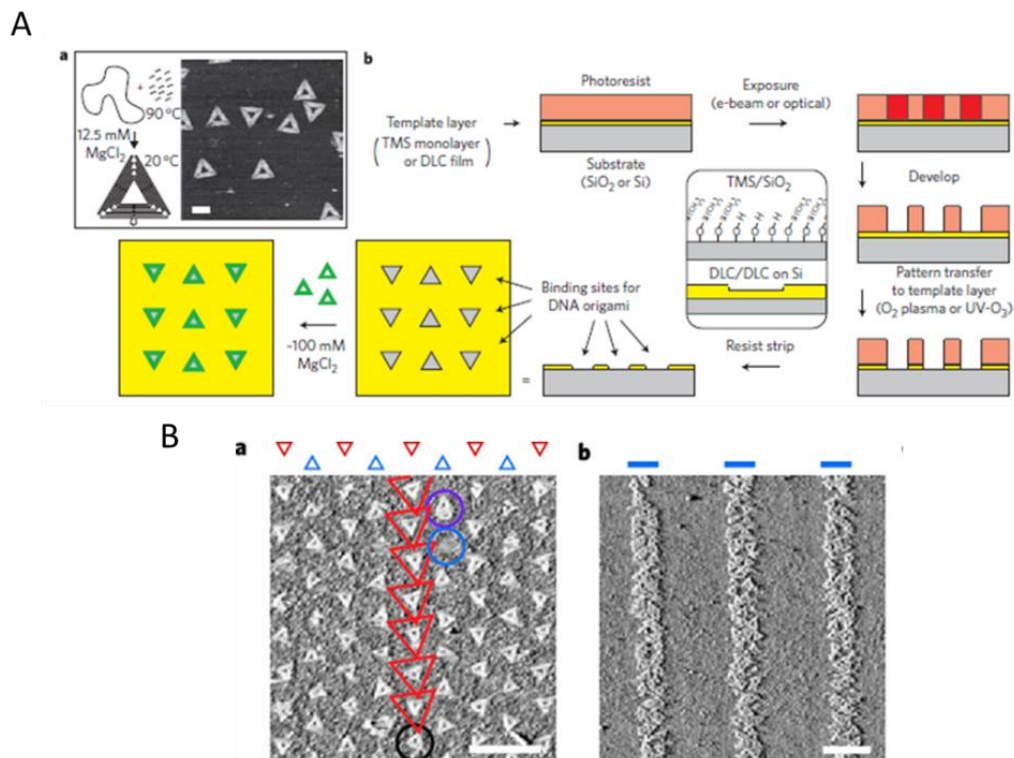 A
a
+
90 °C
12.5 mM
MgCl2
20 °C
b
Template layer
(TMS monolayer
or DLC film)
Photoresist
Substrate
(SiO2 or Si)
Exposure
(e-beam or optical)
Develop
Pattern transfer
to template layer
(O2 plasma or UV-O3)
TMS/SiO2
DLC/DLC on Si
Resist strip
Binding sites for
DNA origami
=
~100 mM
MgCl2
B
a
b